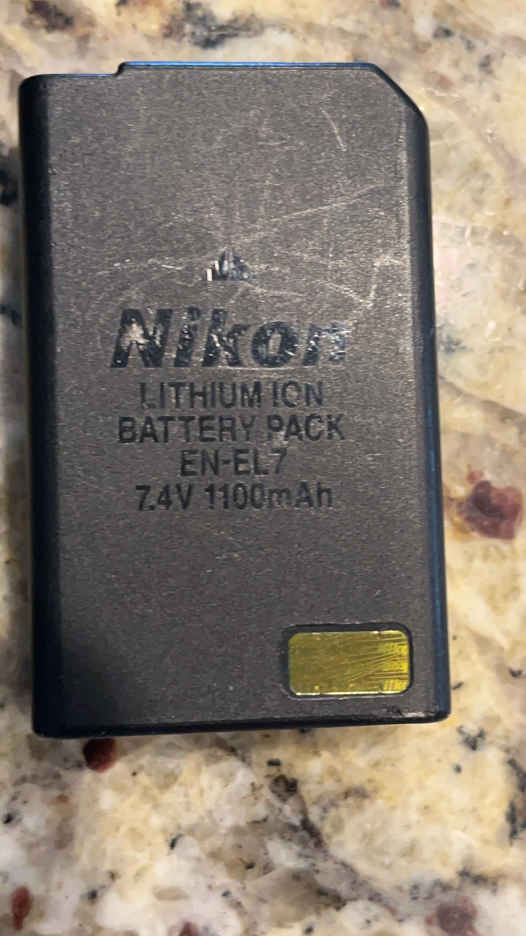 Nikon
LITHIUM ION
BATTERY PACK
EN-EL7
7.4V 1100mAh